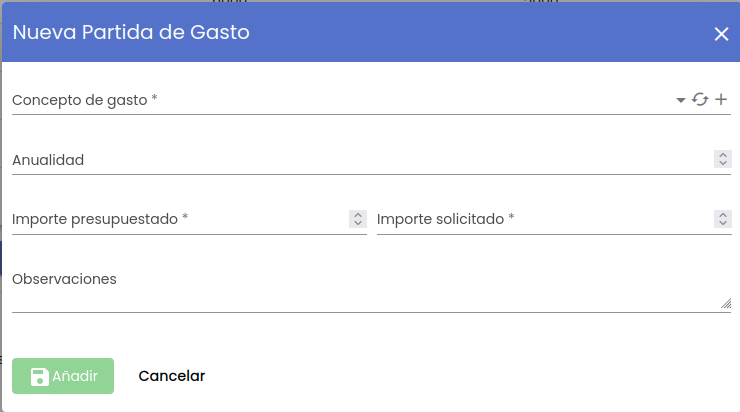 Nueva Partida de Gasto
Concepto de gasto *
Anualidad
Importe presupuestado * Importe solicitado *
Observaciones
Añadir Cancelar